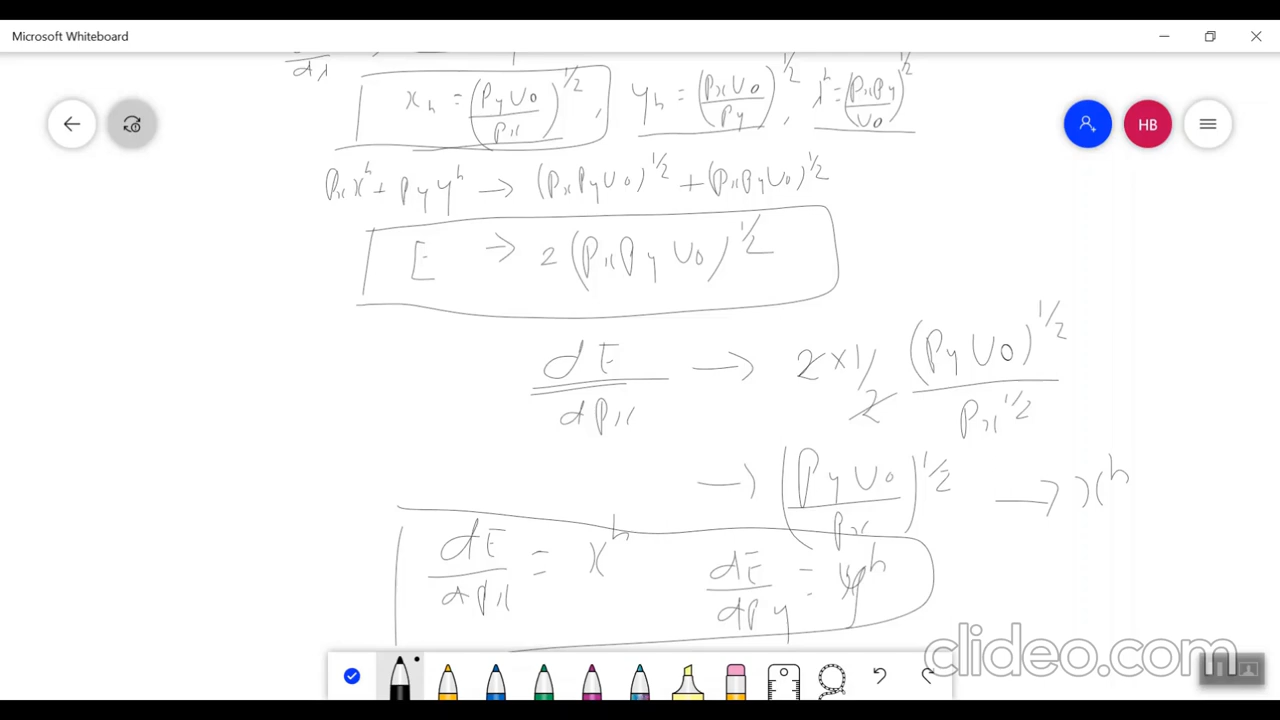 Microsoft Whiteboard
dλ
x_h = (P_y U_0 / P_x)^{1/2}, y_h = (P_x U_0 / P_y)^{1/2}, λ^h = (P_x P_y / U_0)^{1/2}
HB
P_x x^h + P_y y^h → (P_x P_y U_0)^{1/2} + (P_x P_y U_0)^{1/2}
E → 2 (P_x P_y U_0)^{1/2}
dE / dP_x → 2 × 1/2 (P_y U_0)^{1/2} / P_x^{1/2}
→ (P_y U_0 / P_x)^{1/2} → x^h
dE / dP_x = x^h dE / dP_y = y^h
clideo.com